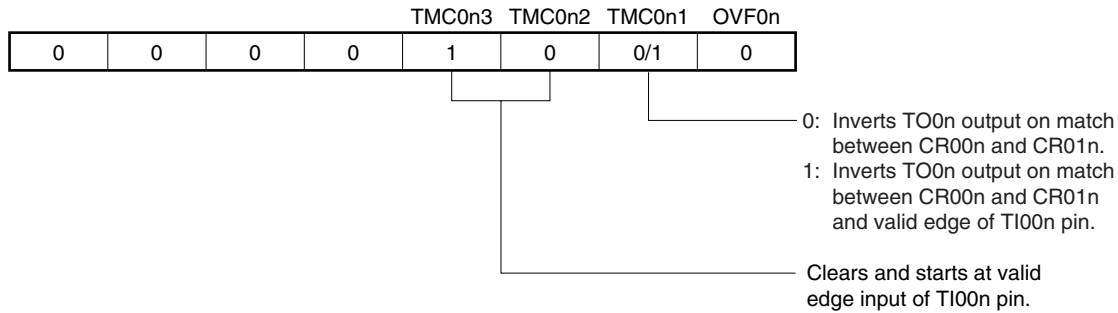 TMC0n3 TMC0n2 TMC0n1 OVF0n
0 0 0 0 1 0 0/1 0
0: Inverts TO0n output on match
between CR00n and CR01n.
1: Inverts TO0n output on match
between CR00n and CR01n
and valid edge of TI00n pin.
Clears and starts at valid
edge input of TI00n pin.